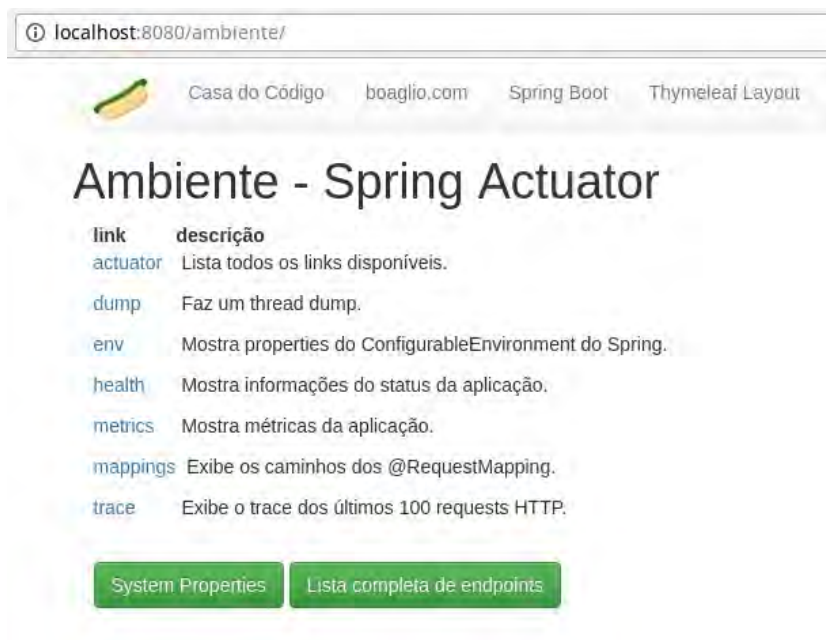 localhost:8080/ambiente/
Casa do Código boaglio.com Spring Boot Thymeleaf Layout
Ambiente - Spring Actuator
link descrição
actuator Lista todos os links disponíveis.
dump Faz um thread dump.
env Mostra properties do ConfigurableEnvironment do Spring.
health Mostra informações do status da aplicação.
metrics Mostra métricas da aplicação.
mappings Exibe os caminhos dos @RequestMapping.
trace Exibe o trace dos últimos 100 requests HTTP.
System Properties Lista completa de endpoints